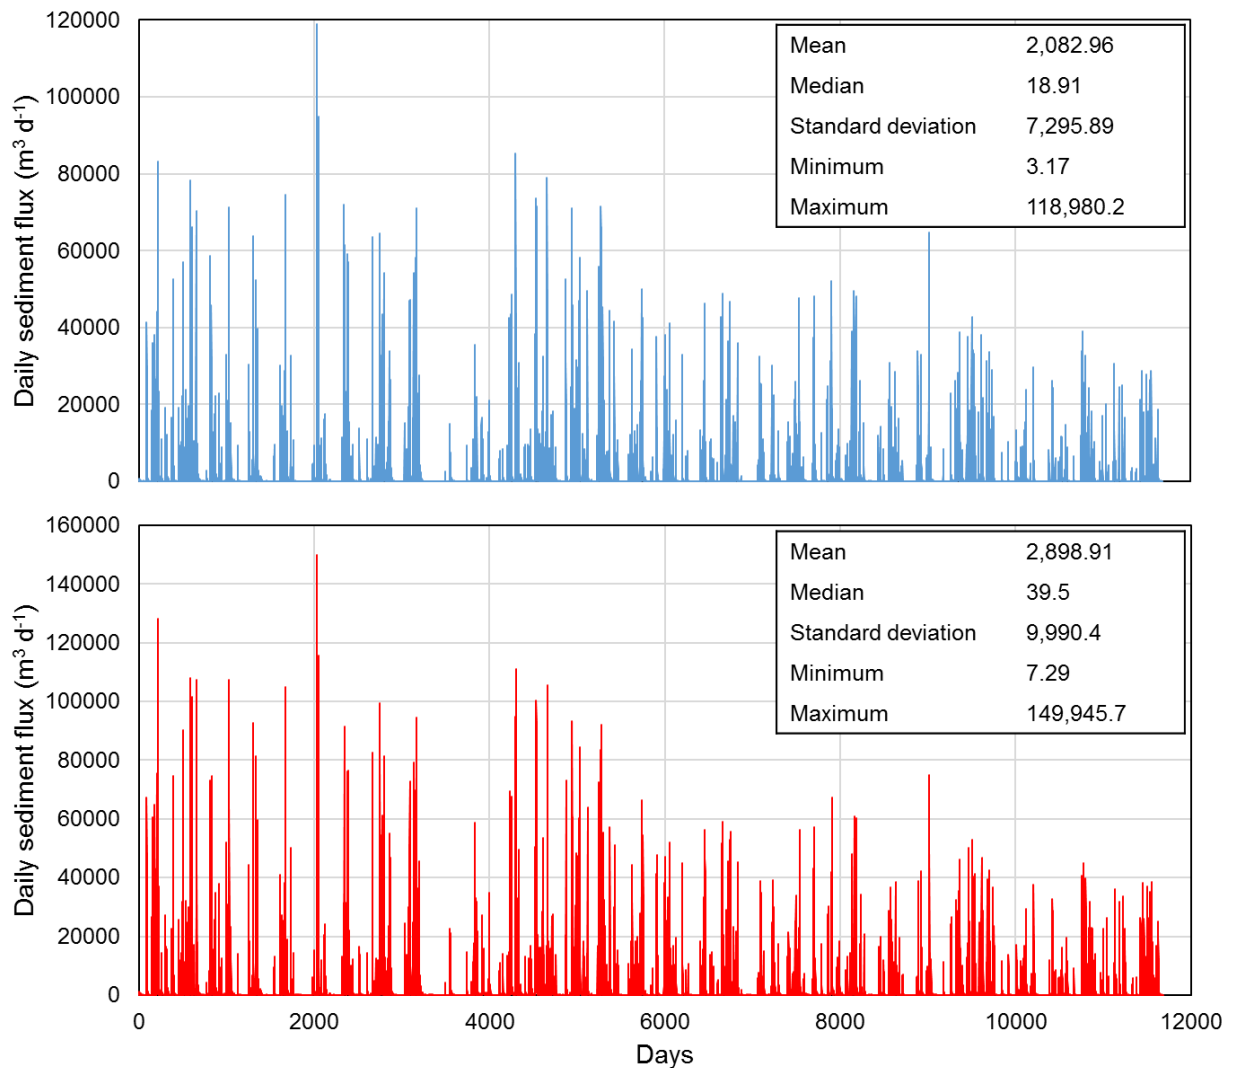 120000
100000
80000
60000
40000
20000
0
Daily sediment flux (m³ d⁻¹)
Mean 2,082.96
Median 18.91
Standard deviation 7,295.89
Minimum 3.17
Maximum 118,980.2
160000
140000
120000
100000
80000
60000
40000
20000
0
Daily sediment flux (m³ d⁻¹)
Mean 2,898.91
Median 39.5
Standard deviation 9,990.4
Minimum 7.29
Maximum 149,945.7
0 2000 4000 6000 8000 10000 12000
Days